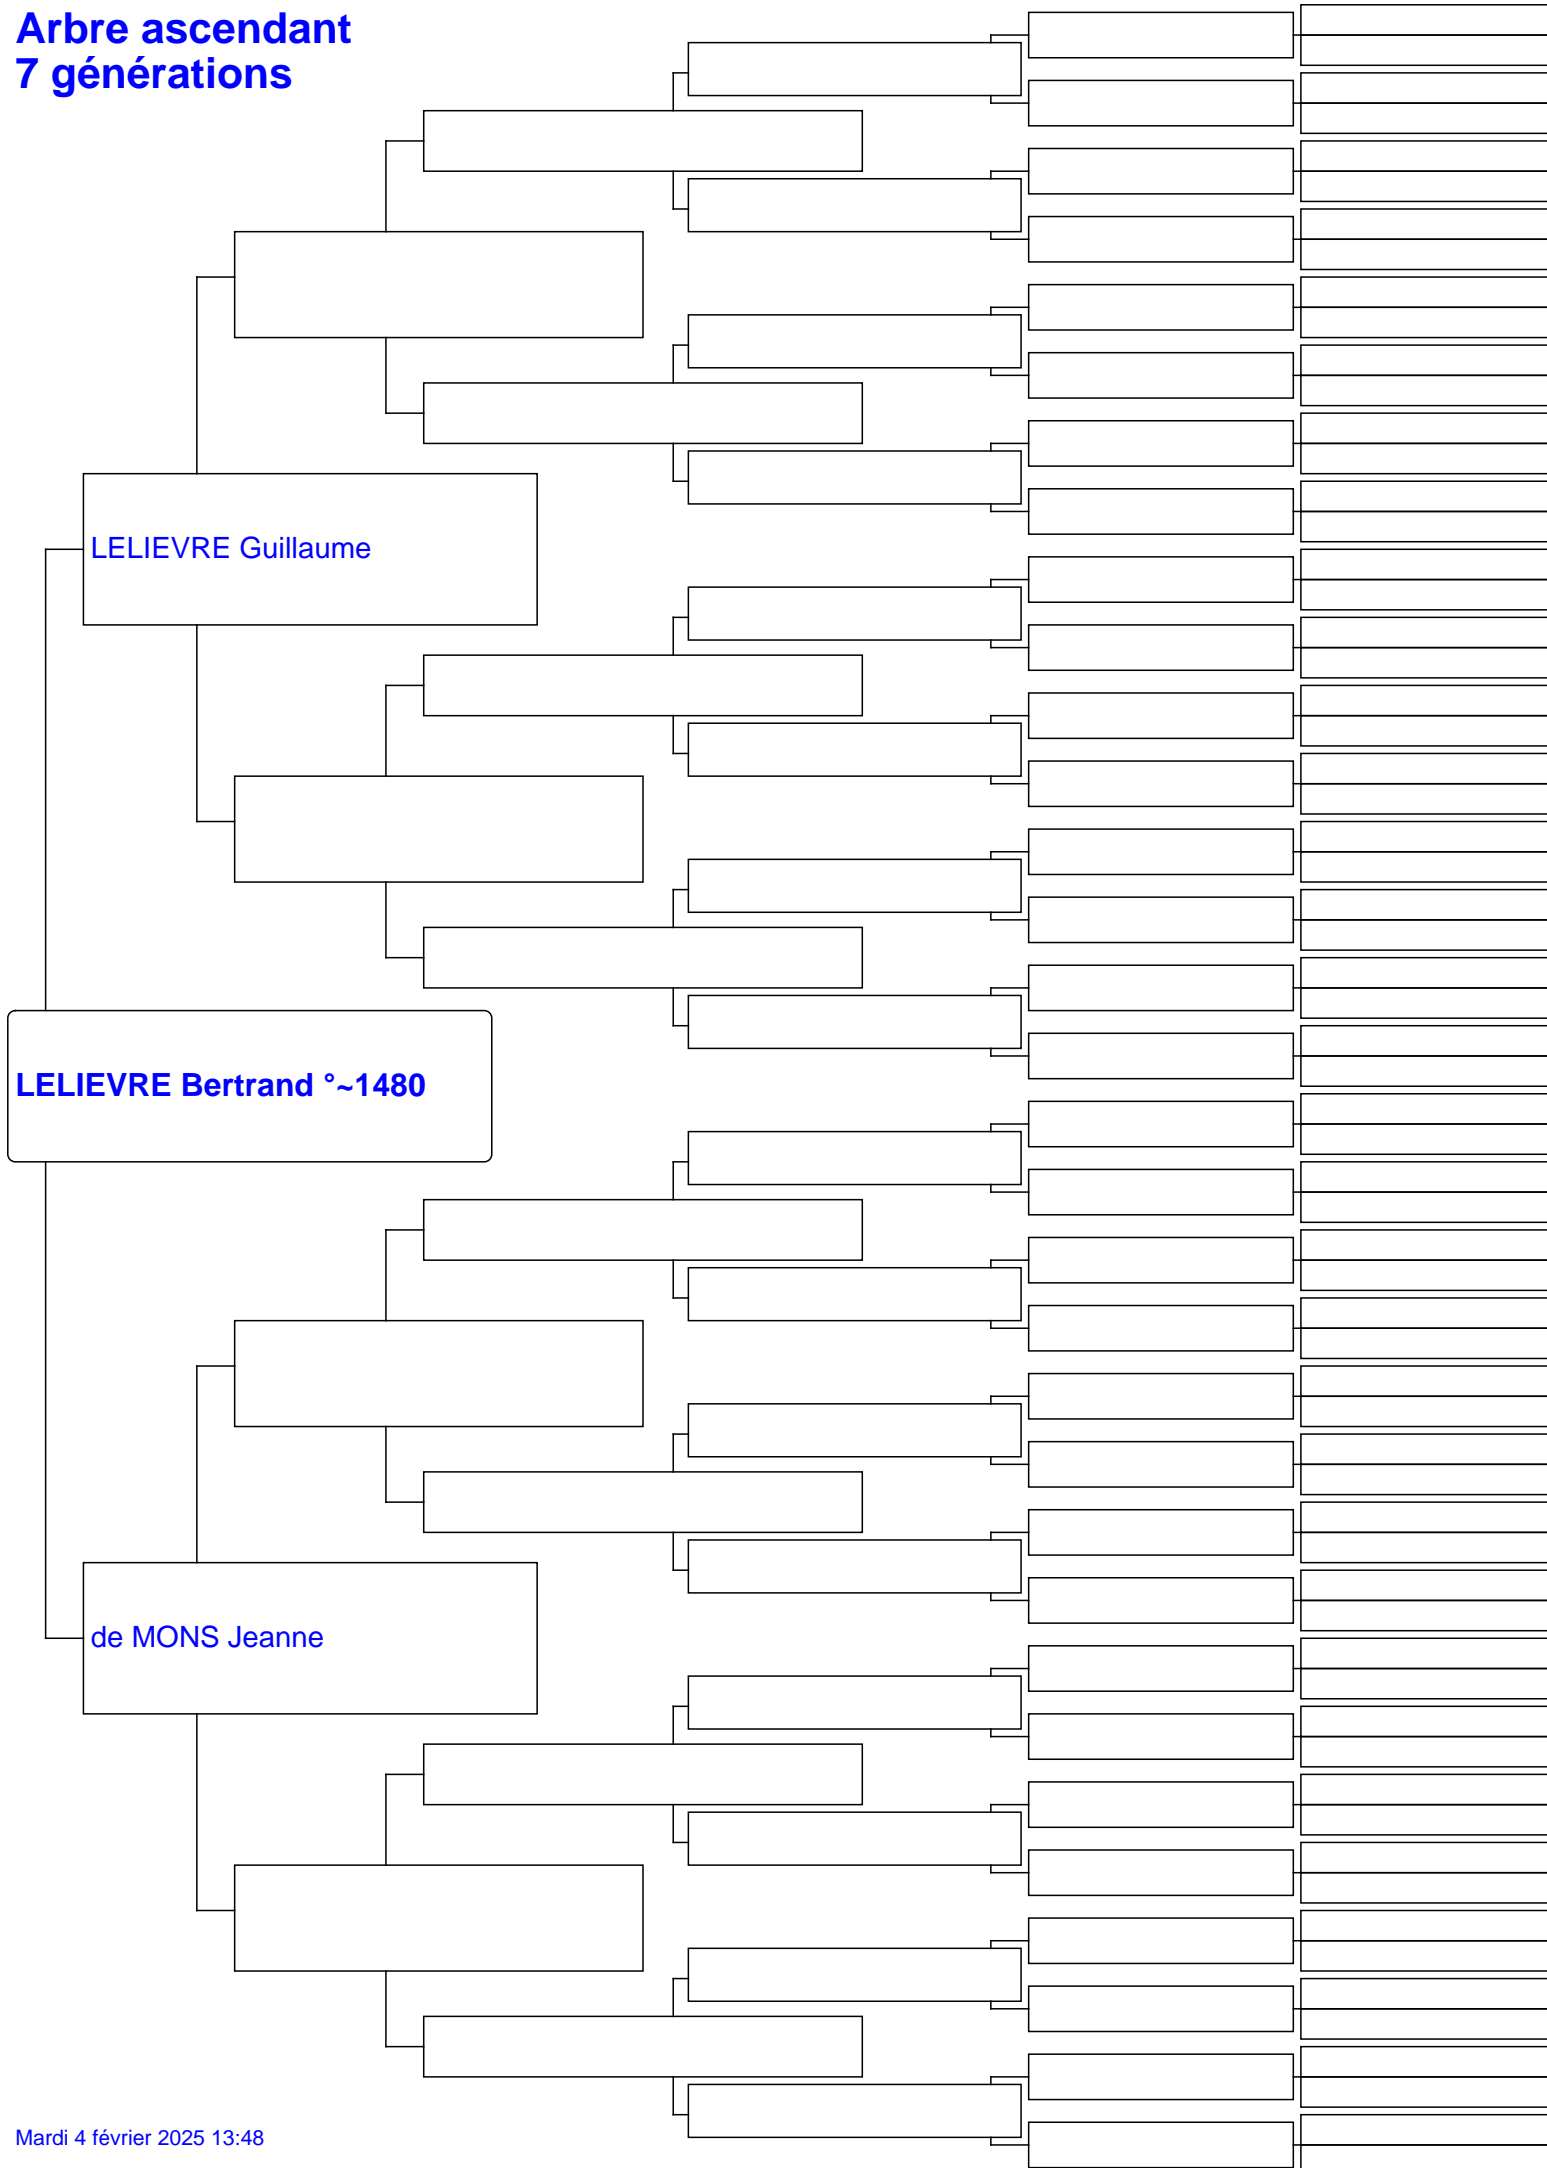 Arbre ascendant
7 générations
LELIEVRE Guillaume
LELIEVRE Bertrand °~1480
de MONS Jeanne
Mardi 4 février 2025 13:48